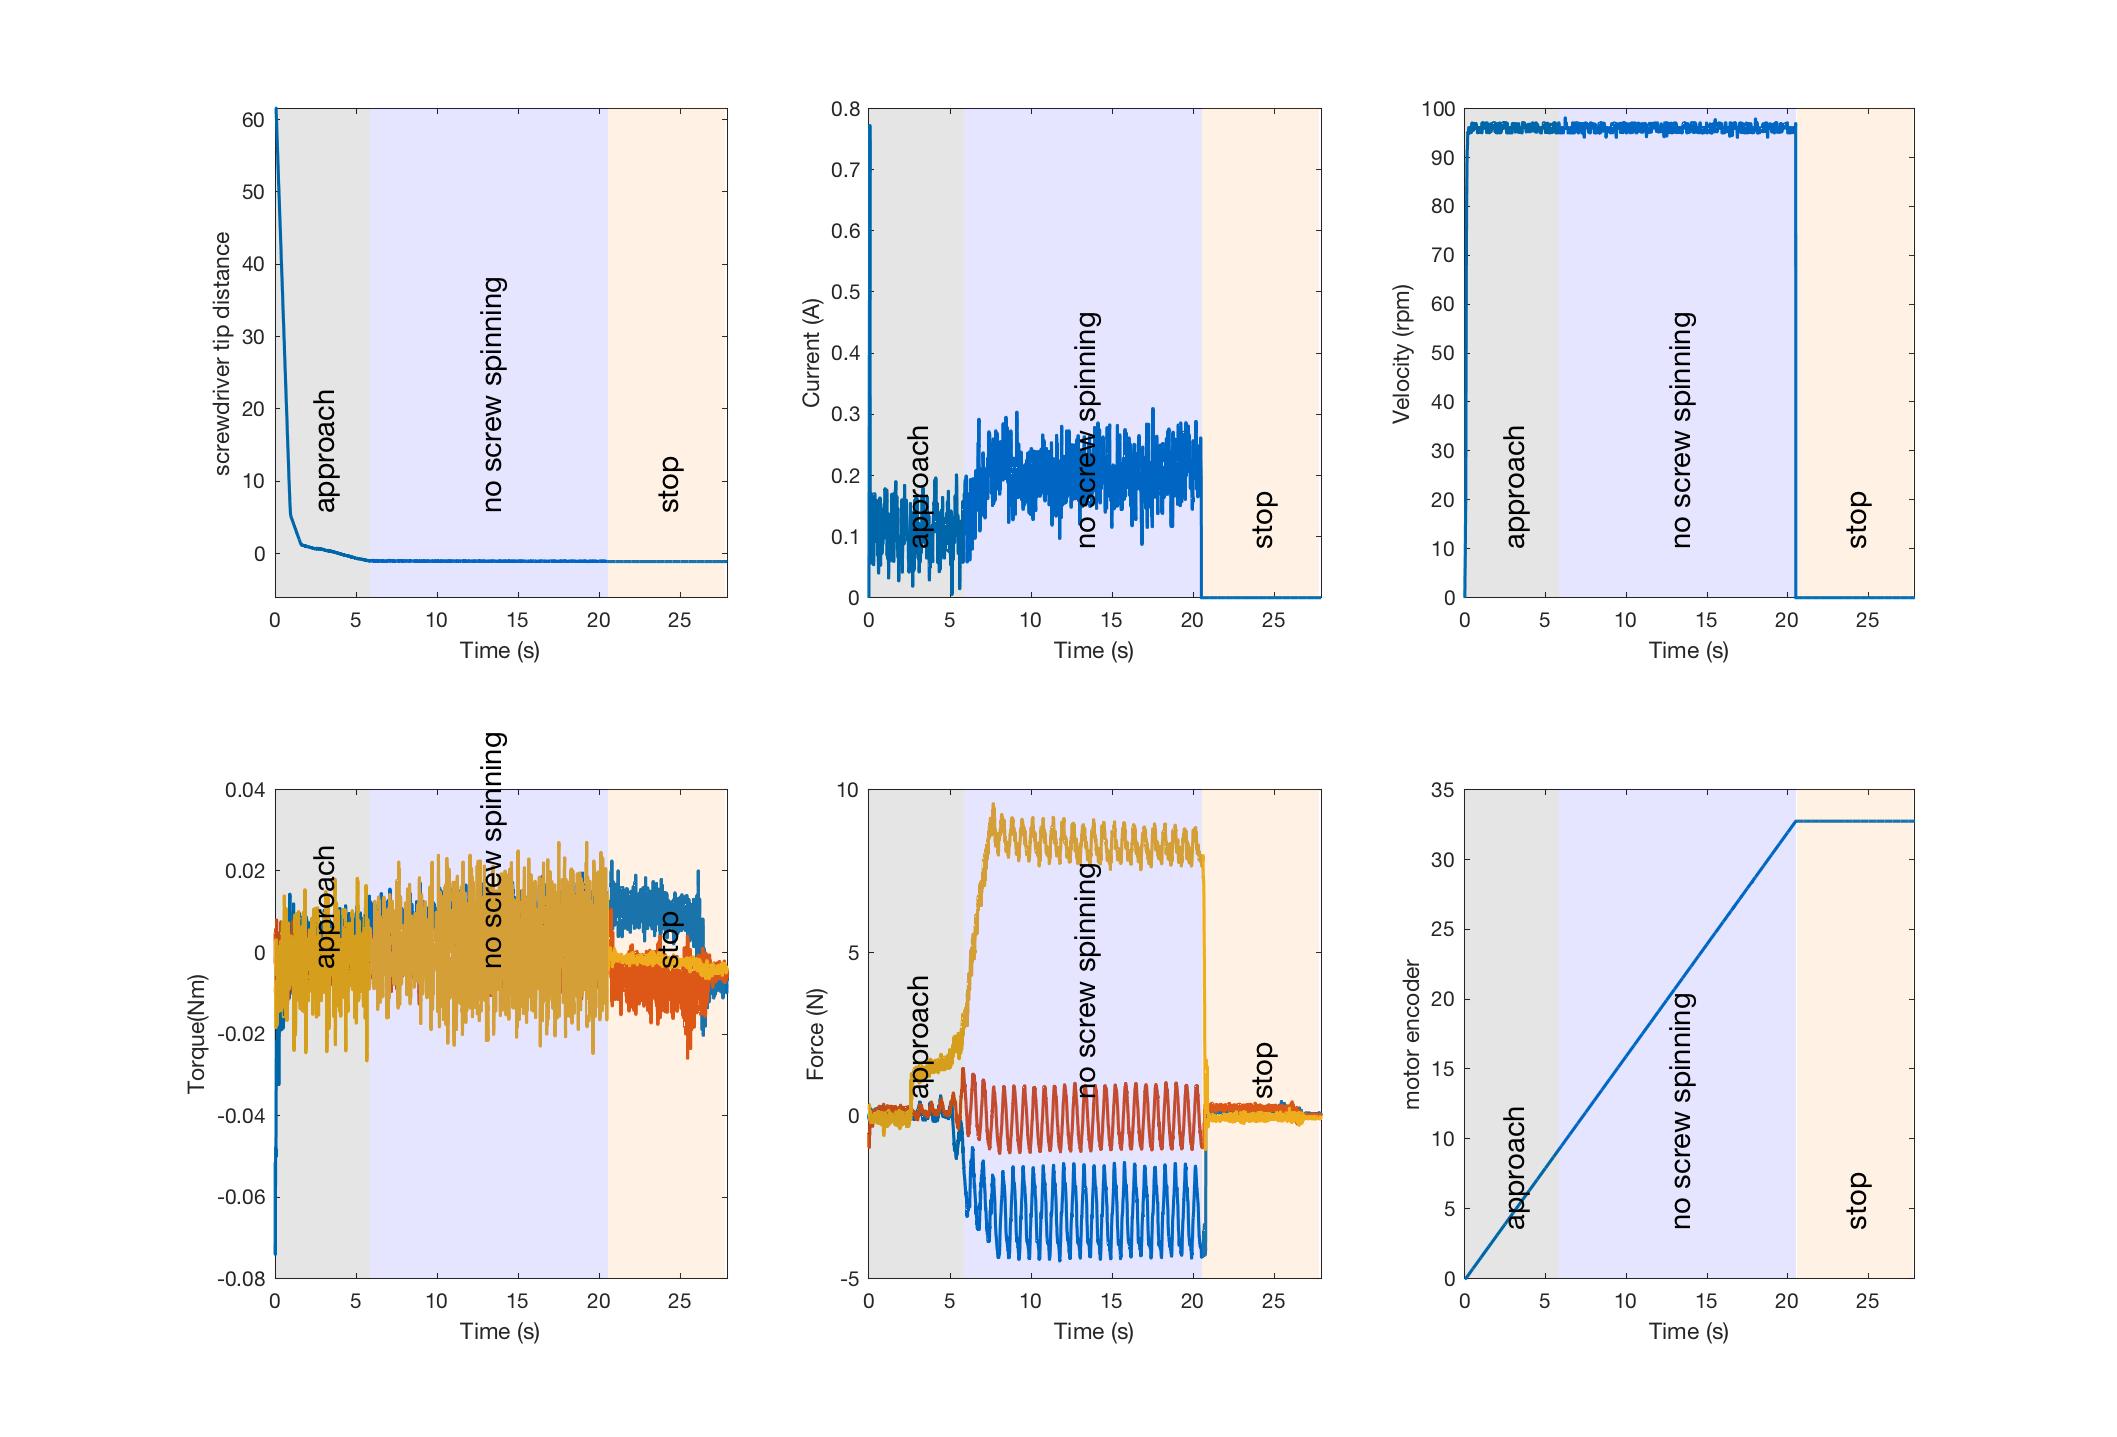 60
50
40
30
20
10
0
screwdriver tip distance
approach
no screw spinning
stop
0 5 10 15 20 25
Time (s)
0.8
0.7
0.6
0.5
0.4
0.3
0.2
0.1
0
Current (A)
approach
no screw spinning
stop
0 5 10 15 20 25
Time (s)
100
90
80
70
60
50
40
30
20
10
0
Velocity (rpm)
approach
no screw spinning
stop
0 5 10 15 20 25
Time (s)
0.04
0.02
0
-0.02
-0.04
-0.06
-0.08
Torque(Nm)
approach
no screw spinning
stop
0 5 10 15 20 25
Time (s)
10
5
0
-5
Force (N)
approach
no screw spinning
stop
0 5 10 15 20 25
Time (s)
35
30
25
20
15
10
5
0
motor encoder
approach
no screw spinning
stop
0 5 10 15 20 25
Time (s)